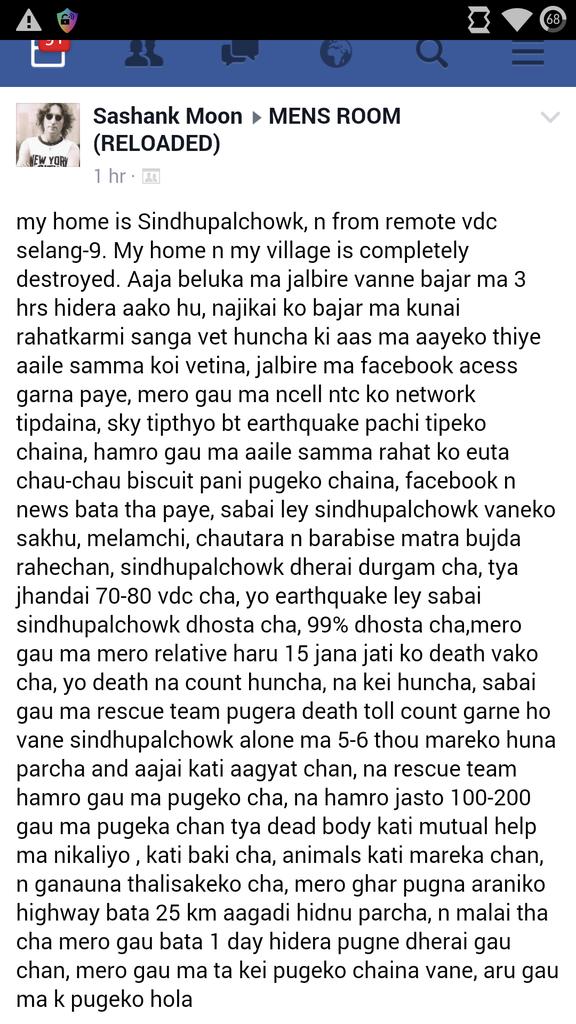 68
Sashank Moon ▸ MENS ROOM
(RELOADED)
1 hr ·
my home is Sindhupalchowk, n from remote vdc
selang-9. My home n my village is completely
destroyed. Aaja beluka ma jalbire vanne bajar ma 3
hrs hidera aako hu, najikai ko bajar ma kunai
rahatkarmi sanga vet huncha ki aas ma aayeko thiye
aaile samma koi vetina, jalbire ma facebook acess
garna paye, mero gau ma ncell ntc ko network
tipdaina, sky tipthyo bt earthquake pachi tipeko
chaina, hamro gau ma aaile samma rahat ko euta
chau-chau biscuit pani pugeko chaina, facebook n
news bata tha paye, sabai ley sindhupalchowk vaneko
sakhu, melamchi, chautara n barabise matra bujda
rahechan, sindhupalchowk dherai durgam cha, tya
jhandai 70-80 vdc cha, yo earthquake ley sabai
sindhupalchowk dhosta cha, 99% dhosta cha,mero
gau ma mero relative haru 15 jana jati ko death vako
cha, yo death na count huncha, na kei huncha, sabai
gau ma rescue team pugera death toll count garne ho
vane sindhupalchowk alone ma 5-6 thou mareko huna
parcha and aajai kati aagyat chan, na rescue team
hamro gau ma pugeko cha, na hamro jasto 100-200
gau ma pugeka chan tya dead body kati mutual help
ma nikaliyo , kati baki cha, animals kati mareka chan,
n ganauna thalisakeko cha, mero ghar pugna araniko
highway bata 25 km aagadi hidnu parcha, n malai tha
cha mero gau bata 1 day hidera pugne dherai gau
chan, mero gau ma ta kei pugeko chaina vane, aru gau
ma k pugeko hola